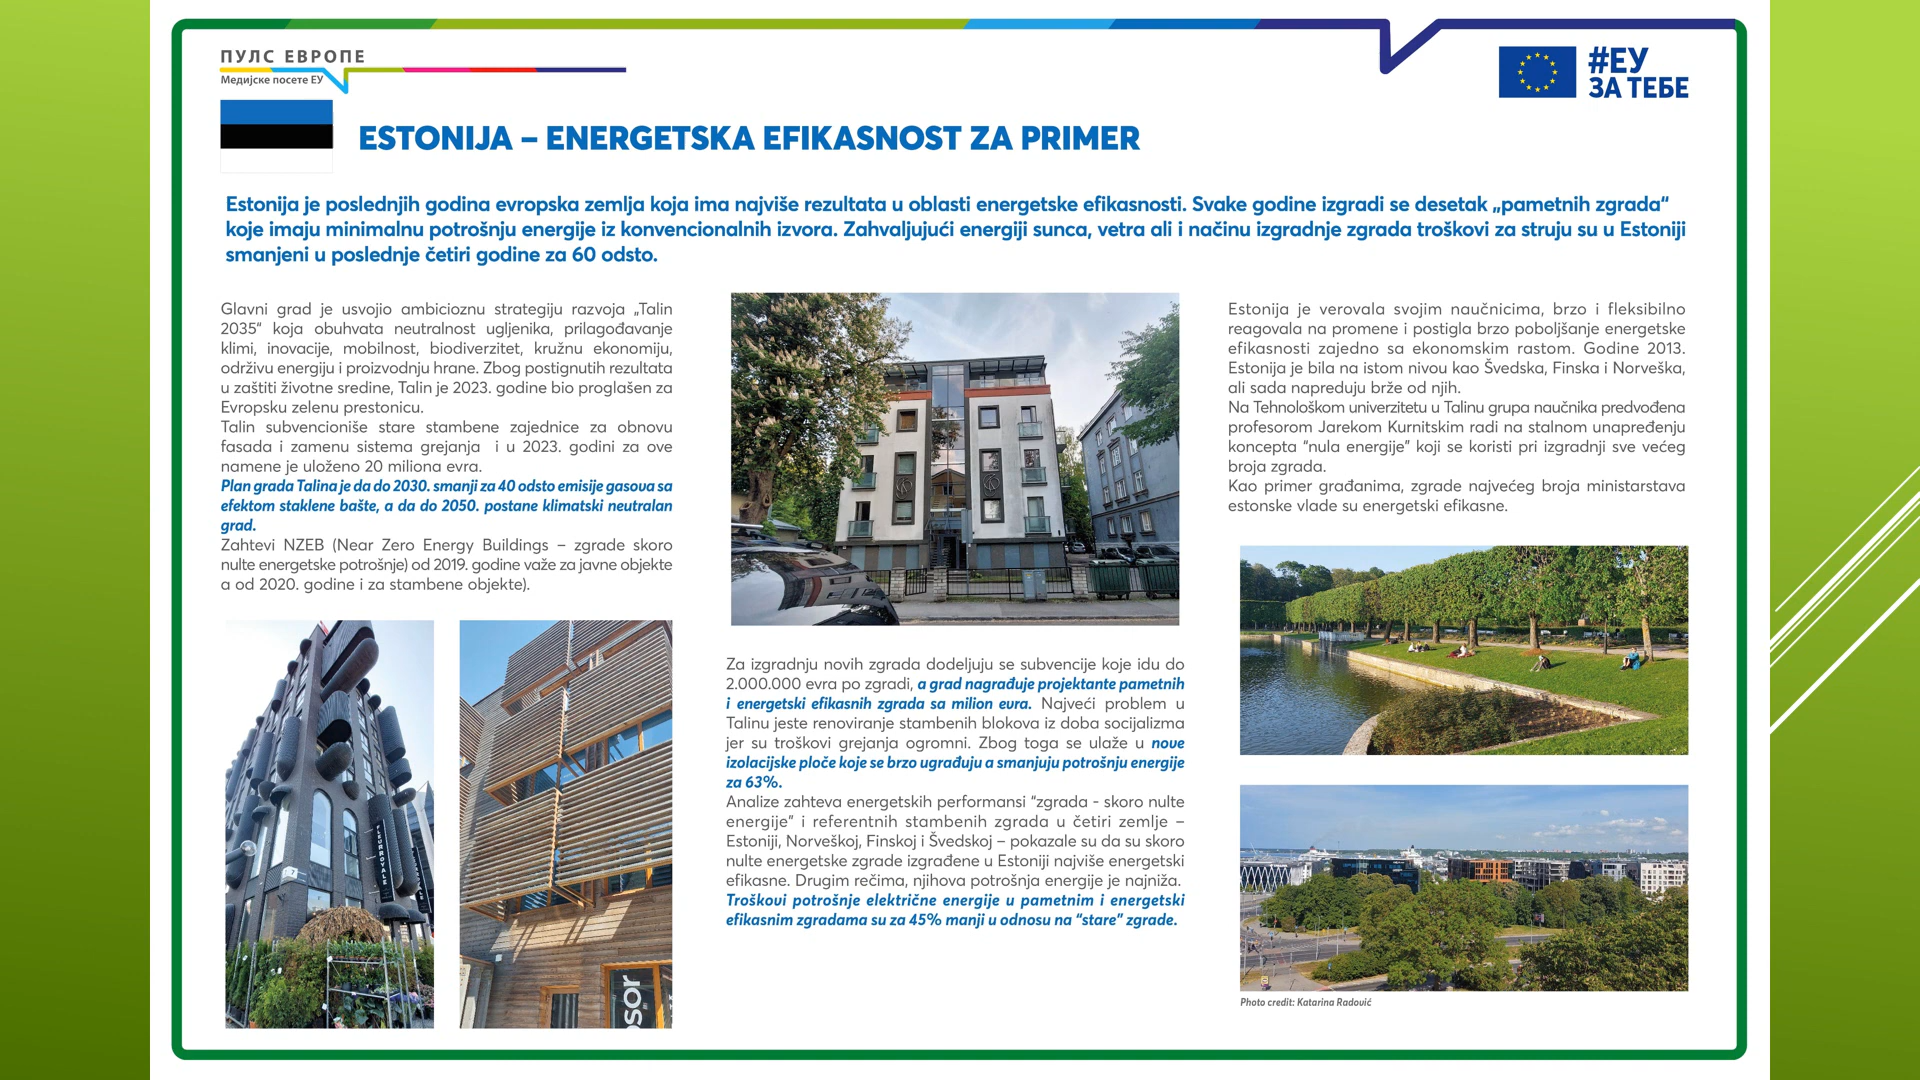 ПУЛС ЕВРОПЕ
Медијске посете ЕУ
#ЕУ
ЗА ТЕБЕ
ESTONIJA – ENERGETSKA EFIKASNOST ZA PRIMER
Estonija je poslednjih godina evropska zemlja koja ima najviše rezultata u oblasti energetske efikasnosti. Svake godine izgradi se desetak „pametnih zgrada“
koje imaju minimalnu potrošnju energije iz konvencionalnih izvora. Zahvaljujući energiji sunca, vetra ali i načinu izgradnje zgrada troškovi za struju su u Estoniji
smanjeni u poslednje četiri godine za 60 odsto.
Glavni grad je usvojio ambicioznu strategiju razvoja „Talin
2035“ koja obuhvata neutralnost ugljenika, prilagođavanje
klimi, inovacije, mobilnost, biodiverzitet, kružnu ekonomiju,
održivu energiju i proizvodnju hrane. Zbog postignutih rezultata
u zaštiti životne sredine, Talin je 2023. godine bio proglašen za
Evropsku zelenu prestonicu.
Talin subvencioniše stare stambene zajednice za obnovu
fasada i zamenu sistema grejanja i u 2023. godini za ove
namene je uloženo 20 miliona evra.
Plan grada Talina je da do 2030. smanji za 40 odsto emisije gasova sa
efektom staklene bašte, a da do 2050. postane klimatski neutralan
grad.
Zahtevi NZEB (Near Zero Energy Buildings – zgrade skoro
nulte energetske potrošnje) od 2019. godine važe za javne objekte
a od 2020. godine i za stambene objekte).
FLEURROYALE
osor
Za izgradnju novih zgrada dodeljuju se subvencije koje idu do
2.000.000 evra po zgradi, a grad nagrađuje projektante pametnih
i energetski efikasnih zgrada sa milion evra. Najveći problem u
Talinu jeste renoviranje stambenih blokova iz doba socijalizma
jer su troškovi grejanja ogromni. Zbog toga se ulaže u nove
izolacijske ploče koje se brzo ugrađuju a smanjuju potrošnju energije
za 63%.
Analize zahteva energetskih performansi “zgrada - skoro nulte
energije” i referentnih stambenih zgrada u četiri zemlje –
Estoniji, Norveškoj, Finskoj i Švedskoj – pokazale su da su skoro
nulte energetske zgrade izgrađene u Estoniji najviše energetski
efikasne. Drugim rečima, njihova potrošnja energije je najniža.
Troškovi potrošnje električne energije u pametnim i energetski
efikasnim zgradama su za 45% manji u odnosu na “stare” zgrade.
Estonija je verovala svojim naučnicima, brzo i fleksibilno
reagovala na promene i postigla brzo poboljšanje energetske
efikasnosti zajedno sa ekonomskim rastom. Godine 2013.
Estonija je bila na istom nivou kao Švedska, Finska i Norveška,
ali sada napreduju brže od njih.
Na Tehnološkom univerzitetu u Talinu grupa naučnika predvođena
profesorom Jarekom Kurnitskim radi na stalnom unapređenju
koncepta “nula energije” koji se koristi pri izgradnji sve većeg
broja zgrada.
Kao primer građanima, zgrade najvećeg broja ministarstava
estonske vlade su energetski efikasne.
Photo credit: Katarina Radović